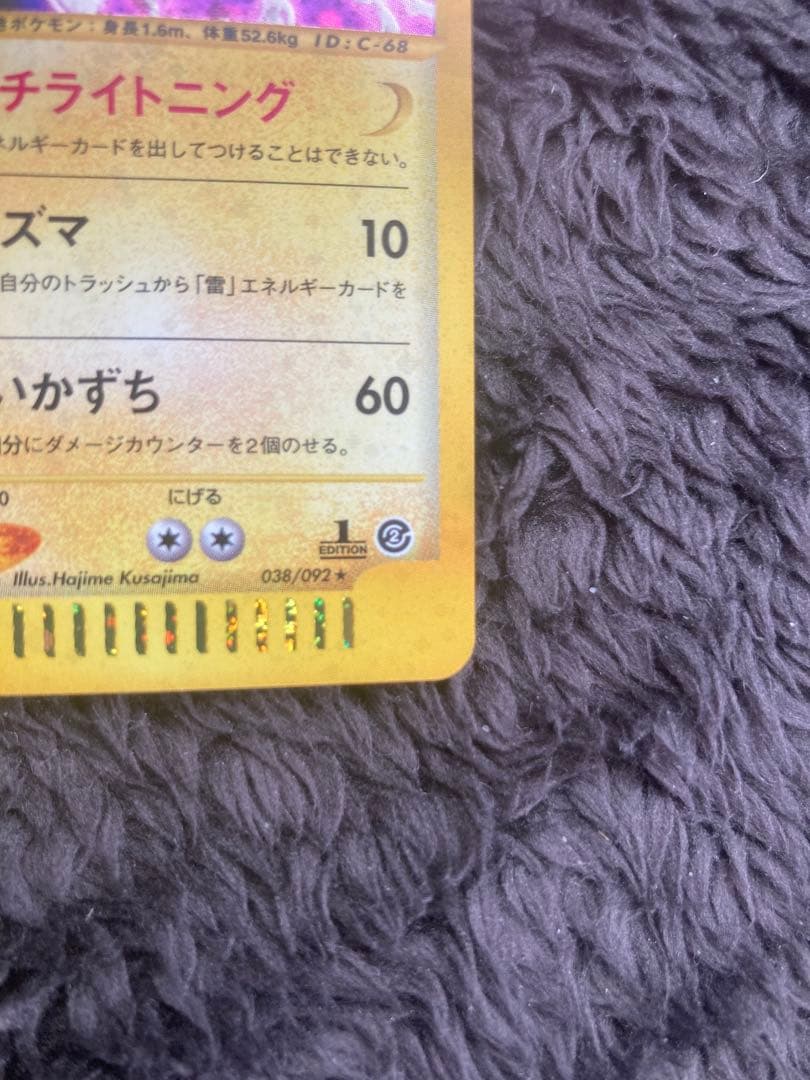 きポケモン：身長1.6m、体重52.6kg ID:C-68
チライトニング
ネルギーカードを出してつけることはできない。
ズマ 10
自分のトラッシュから「雷」エネルギーカードを
いかずち 60
分にダメージカウンターを2個のせる。
0 にげる
1 EDITION 2
Illus.Hajime Kusajima 038/092★